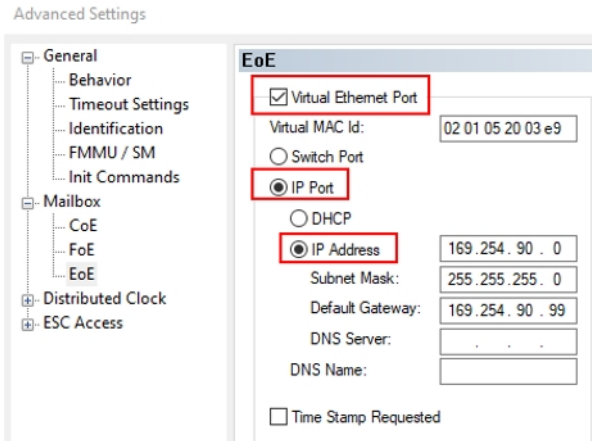 Advanced Settings
General
Behavior
Timeout Settings
Identification
FMMU / SM
Init Commands
Mailbox
CoE
FoE
EoE
Distributed Clock
ESC Access
EoE
Virtual Ethernet Port
Virtual MAC Id: 02 01 05 20 03 e9
Switch Port
IP Port
DHCP
IP Address 169.254. 90 . 0
Subnet Mask: 255.255.255. 0
Default Gateway: 169.254. 90 . 99
DNS Server: . . .
DNS Name:
Time Stamp Requested